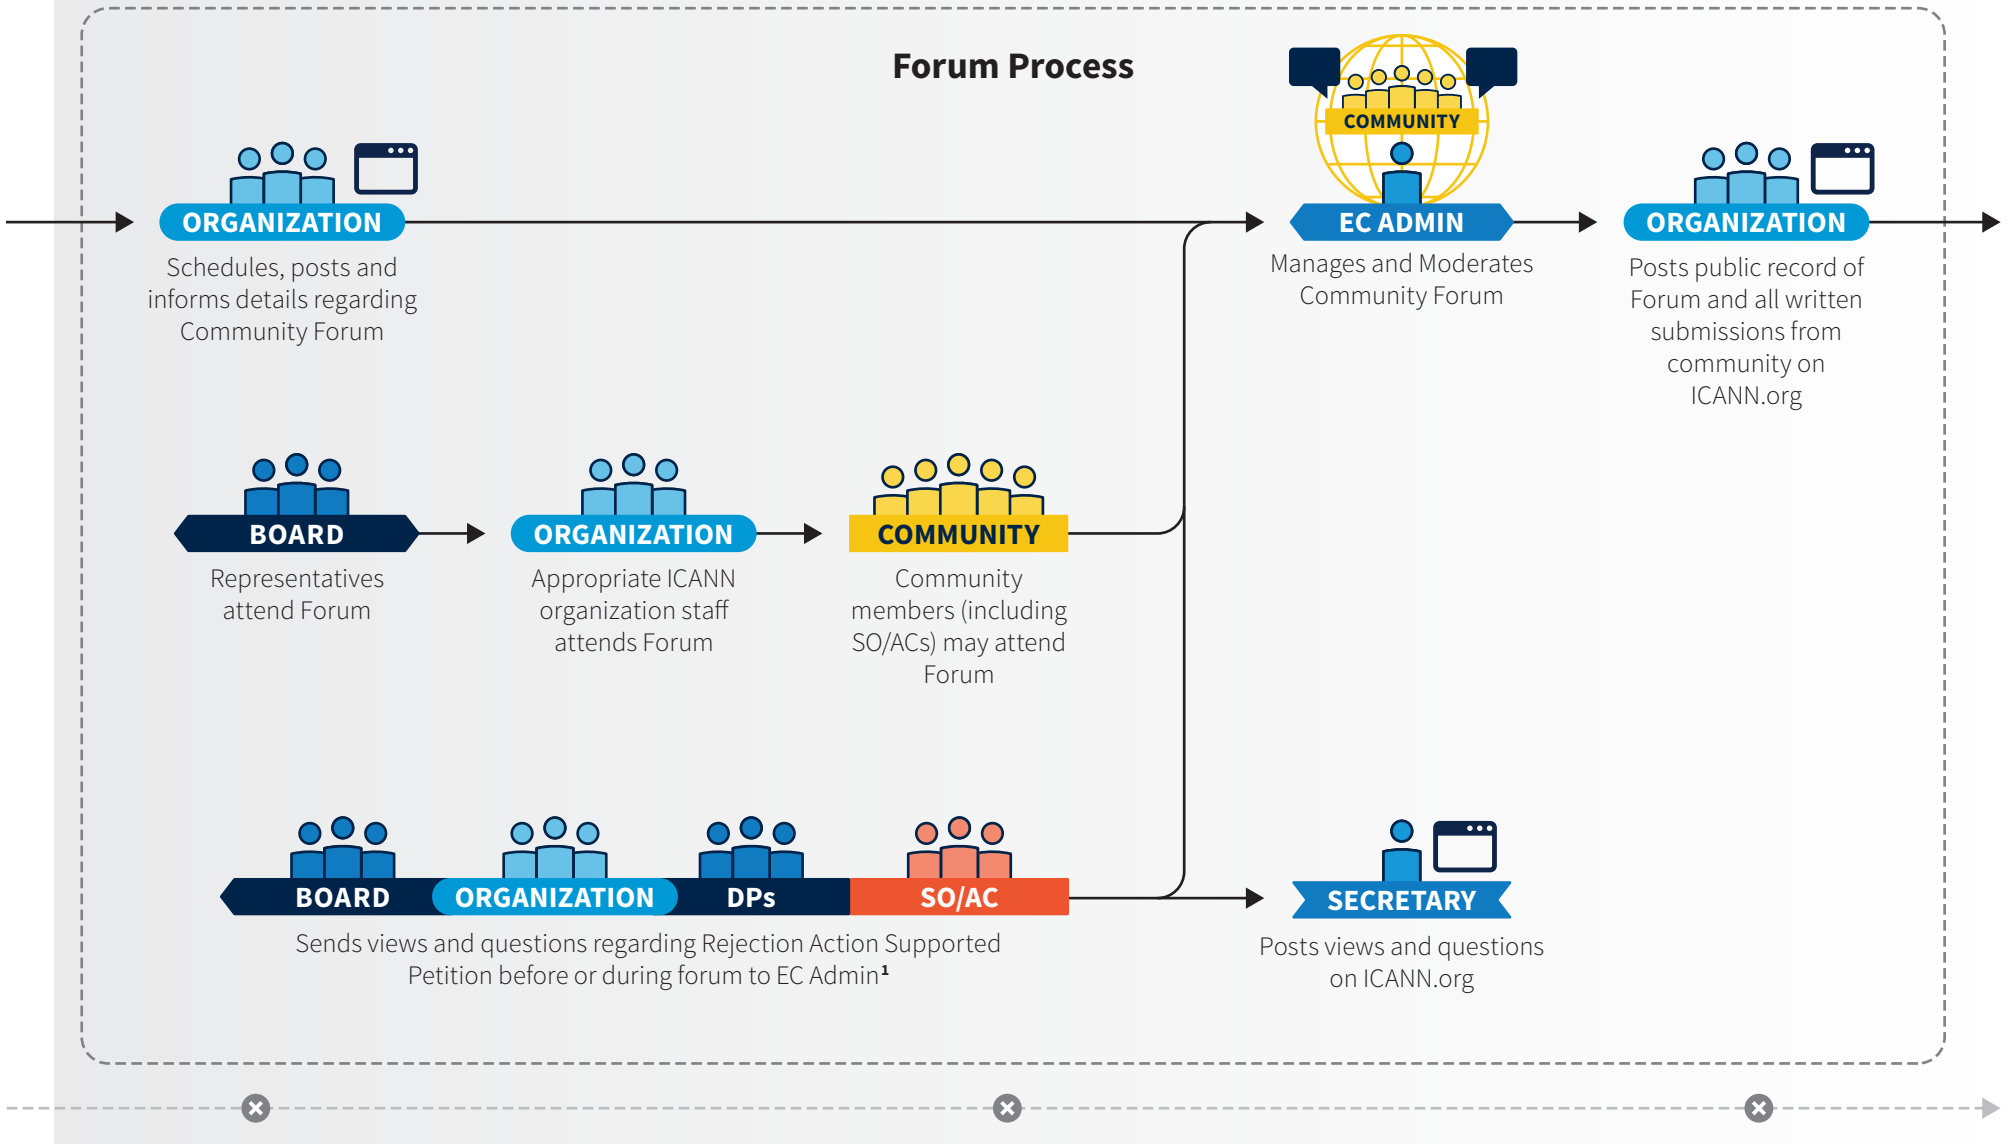 Forum Process
COMMUNITY
ORGANIZATION
Schedules, posts and
informs details regarding
Community Forum
EC ADMIN
Manages and Moderates
Community Forum
ORGANIZATION
Posts public record of
Forum and all written
submissions from
community on
ICANN.org
BOARD
Representatives
attend Forum
ORGANIZATION
Appropriate ICANN
organization staff
attends Forum
COMMUNITY
Community
members (including
SO/ACs) may attend
Forum
BOARD ORGANIZATION DPs SO/AC
Sends views and questions regarding Rejection Action Supported
Petition before or during forum to EC Admin¹
SECRETARY
Posts views and questions
on ICANN.org